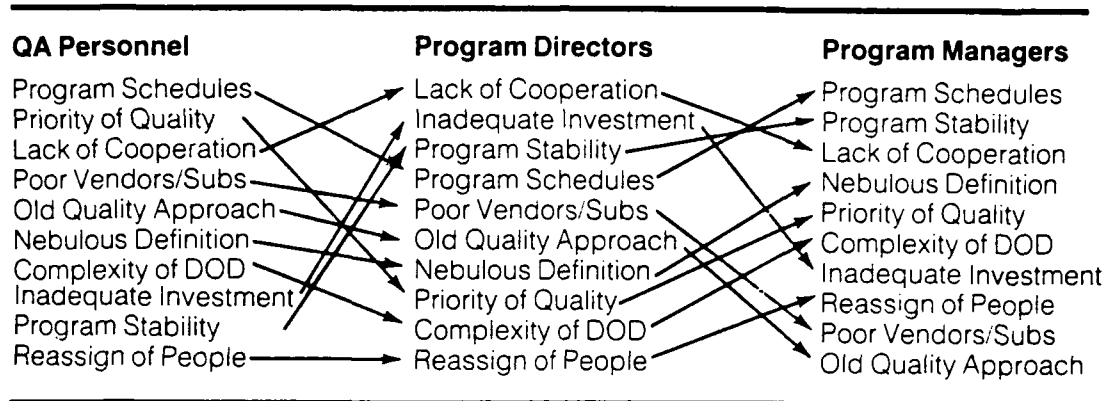 QA Personnel
Program Schedules
Priority of Quality
Lack of Cooperation
Poor Vendors/Subs
Old Quality Approach
Nebulous Definition
Complexity of DOD
Inadequate Investment
Program Stability
Reassign of People
Program Directors
Lack of Cooperation
Inadequate Investment
Program Stability
Program Schedules
Poor Vendors/Subs
Old Quality Approach
Nebulous Definition
Priority of Quality
Complexity of DOD
Reassign of People
Program Managers
Program Schedules
Program Stability
Lack of Cooperation
Nebulous Definition
Priority of Quality
Complexity of DOD
Inadequate Investment
Reassign of People
Poor Vendors/Subs
Old Quality Approach